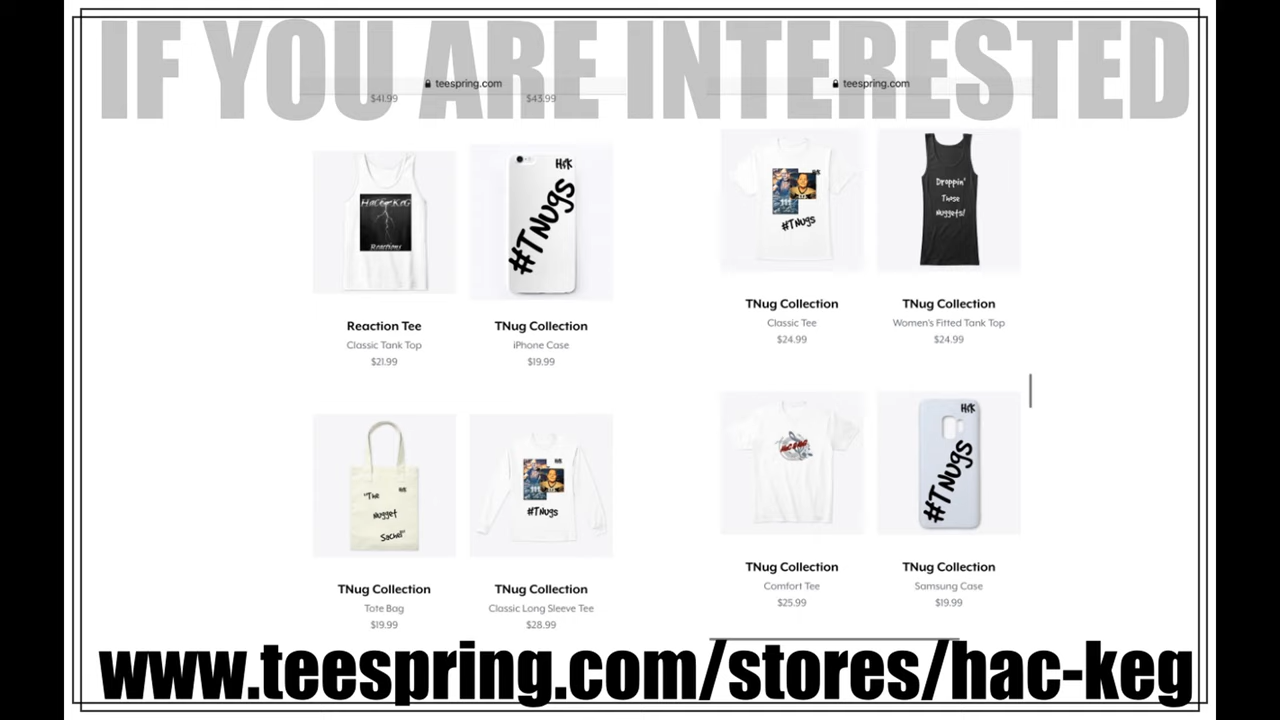 IF YOU ARE INTERESTED
teespring.com
$41.99
$43.99
Hac & KeG
Reactions
H&K
#TNugs
Reaction Tee
Classic Tank Top
$21.99
TNug Collection
iPhone Case
$19.99
"The
H&K
Nugget
Sachel"
#TNugs
TNug Collection
Tote Bag
$19.99
TNug Collection
Classic Long Sleeve Tee
$28.99
teespring.com
#TNugs
Droppin'
Those
Nuggets!
TNug Collection
Classic Tee
$24.99
TNug Collection
Women's Fitted Tank Top
$24.99
H&K
#TNugs
TNug Collection
Comfort Tee
$25.99
TNug Collection
Samsung Case
$19.99
www.teespring.com/stores/hac-keg